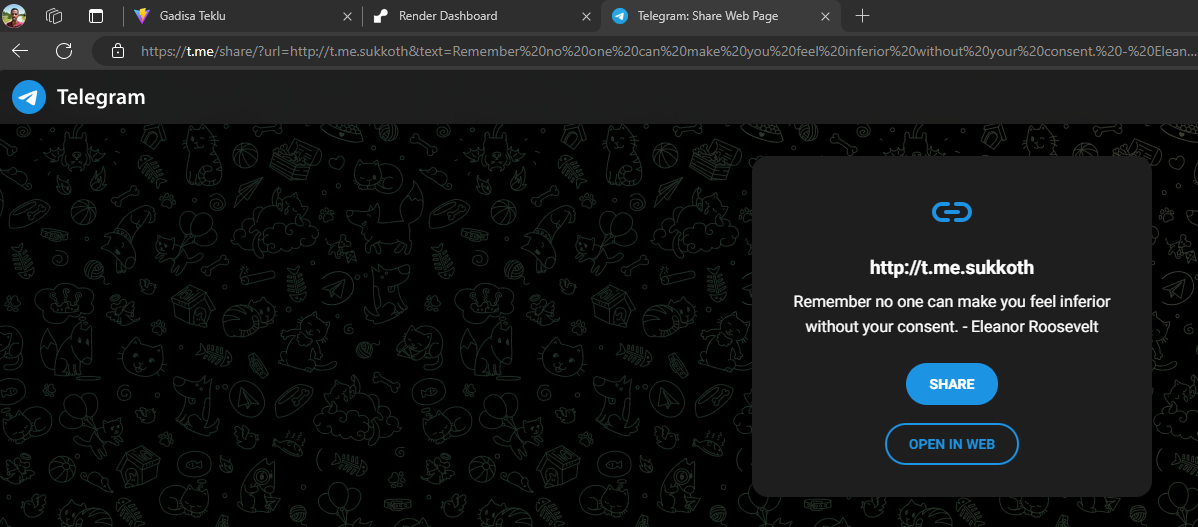 Gadisa Teklu
Render Dashboard
Telegram: Share Web Page
https://t.me/share/?url=http://t.me.sukkoth&text=Remember%20no%20one%20can%20make%20you%20feel%20inferior%20without%20your%20consent.%20-%20Elean...
Telegram
http://t.me.sukkoth
Remember no one can make you feel inferior
without your consent. - Eleanor Roosevelt
SHARE
OPEN IN WEB